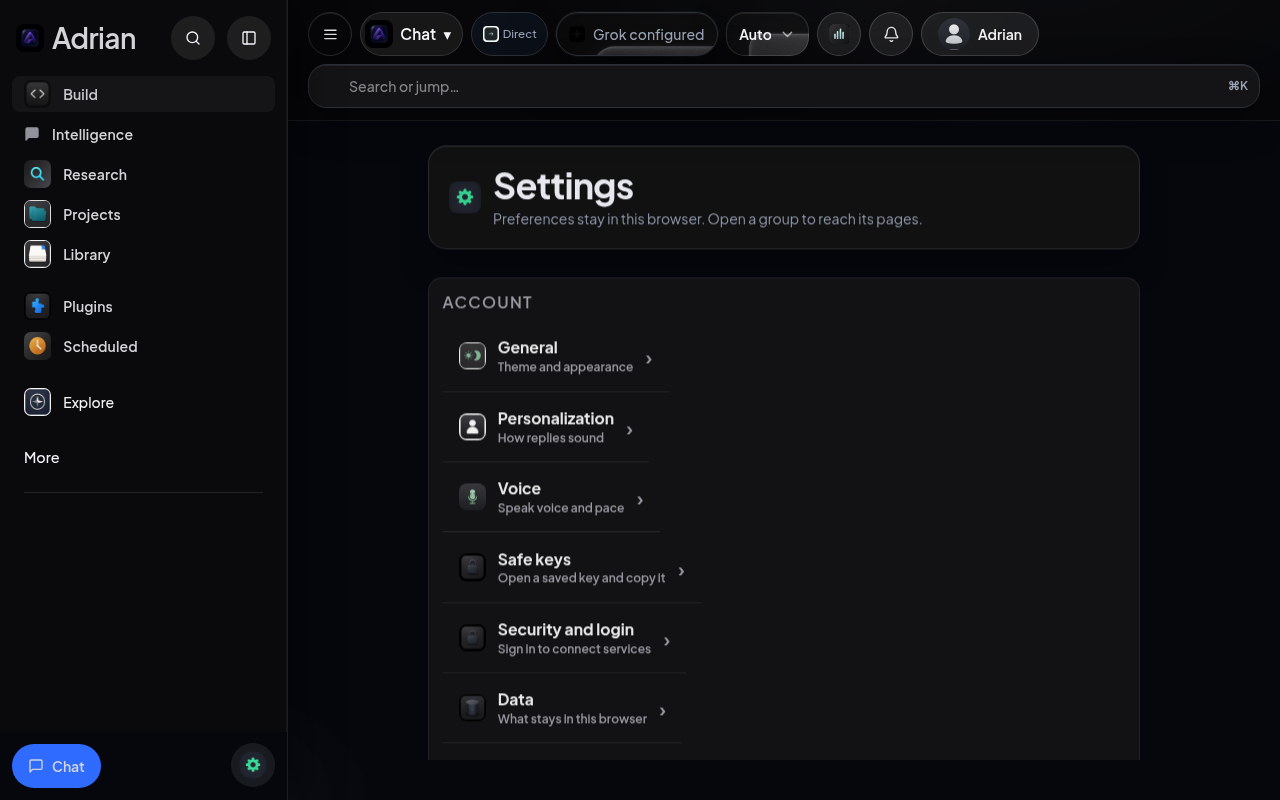 Adrian
Build
Intelligence
Research
Projects
Library
Plugins
Scheduled
Explore
More
Chat
Chat ▾
Direct
Grok configured
Auto
Adrian
Search or jump…
⌘K
Settings
Preferences stay in this browser. Open a group to reach its pages.
ACCOUNT
General
Theme and appearance
Personalization
How replies sound
Voice
Speak voice and pace
Safe keys
Open a saved key and copy it
Security and login
Sign in to connect services
Data
What stays in this browser